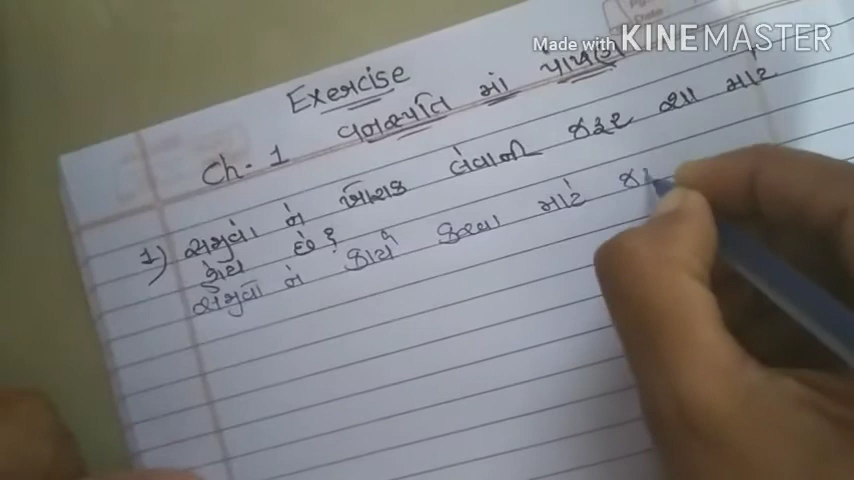 Made with KINEMASTER
Exercise
Ch. 1 વનસ્પતિ માં પોષણ
1) સજીવો ને ખોરાક લેવાની જરૂર શા માટે
હોય છે?
સજીવો ને કાર્યો કરવા માટે જ